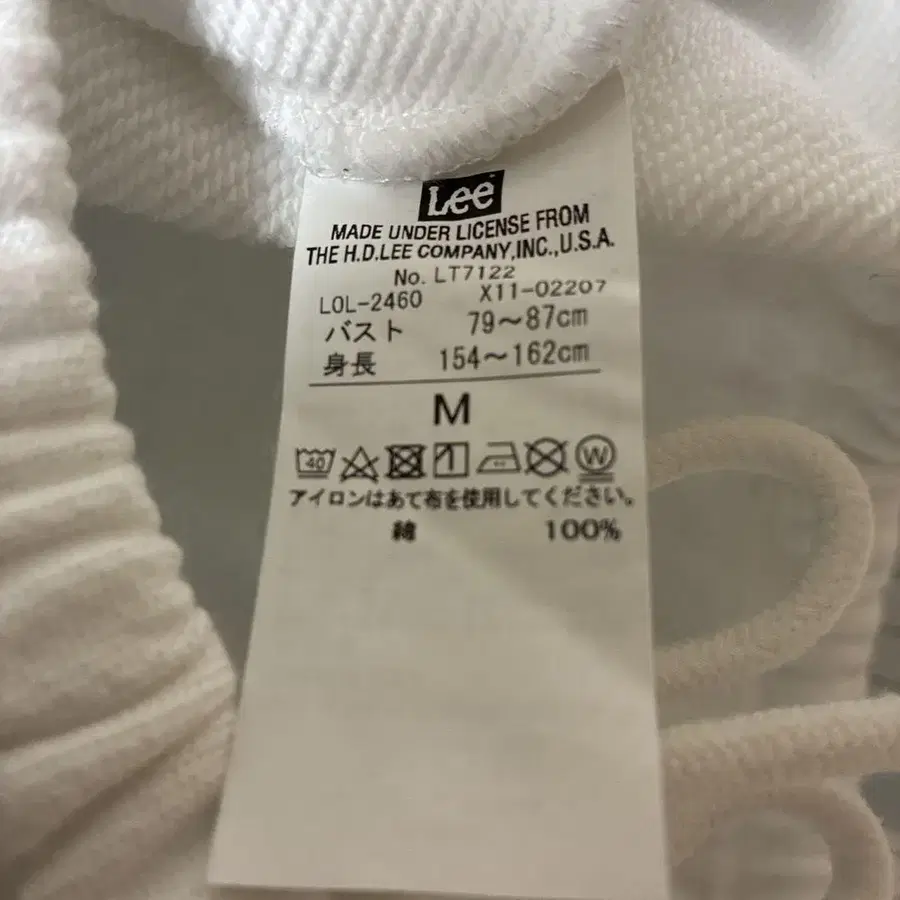 Lee
MADE UNDER LICENSE FROM
THE H.D.LEE COMPANY,INC.,U.S.A.
No. LT7122
LOL-2460 X11-02207
バスト 79～87cm
身長 154～162cm
M
40 W
アイロンはあて布を使用してください。
綿 100%